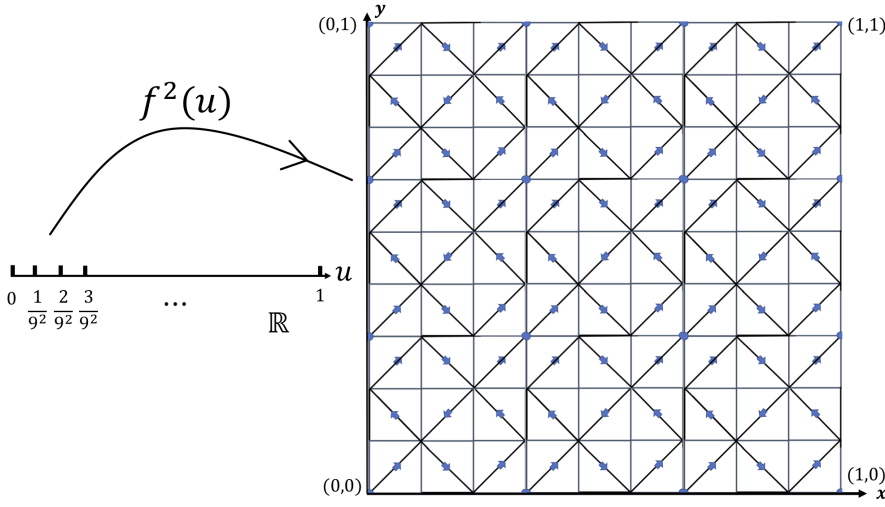 (0,1)
y
(1,1)
f²(u)
u
0
1/9²
2/9²
3/9²
...
1
ℝ
(0,0)
(1,0)
x